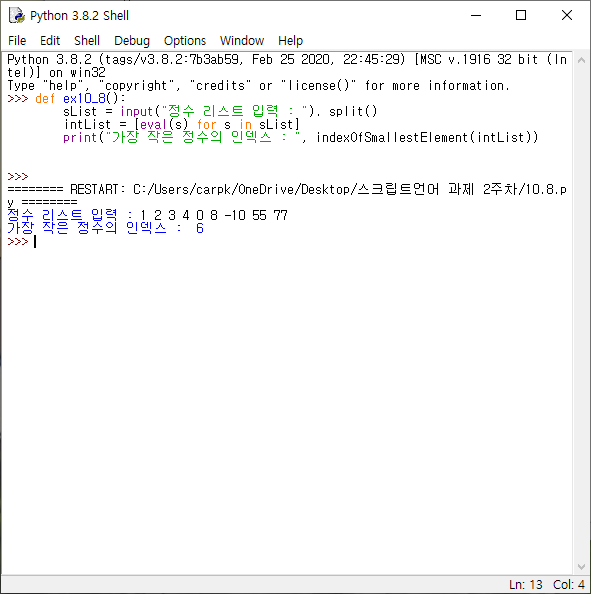 Python 3.8.2 Shell
File Edit Shell Debug Options Window Help
Python 3.8.2 (tags/v3.8.2:7b3ab59, Feb 25 2020, 22:45:29) [MSC v.1916 32 bit (In
tel)] on win32
Type "help", "copyright", "credits" or "license()" for more information.
>>> def ex10_8():
        sList = input("정수 리스트 입력 : "). split()
        intList = [eval(s) for s in sList]
        print("가장 작은 정수의 인덱스 : ", indexOfSmallestElement(intList))
>>>
======== RESTART: C:/Users/carpk/OneDrive/Desktop/스크립트언어 과제 2주차/10.8.p
y ========
정수 리스트 입력 : 1 2 3 4 0 8 -10 55 77
가장 작은 정수의 인덱스 :  6
>>>
Ln: 13 Col: 4